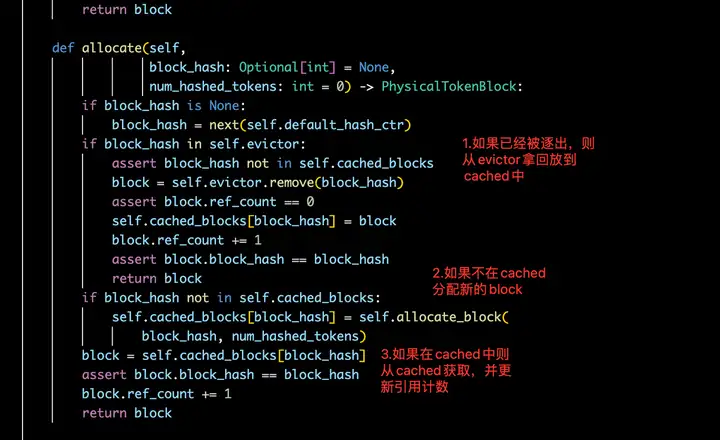 return block
def allocate(self,
block_hash: Optional[int] = None,
num_hashed_tokens: int = 0) -> PhysicalTokenBlock:
if block_hash is None:
block_hash = next(self.default_hash_ctr)
if block_hash in self.evictor:
assert block_hash not in self.cached_blocks
block = self.evictor.remove(block_hash)
assert block.ref_count == 0
self.cached_blocks[block_hash] = block
block.ref_count += 1
assert block.block_hash == block_hash
return block
1.如果已经被逐出，则
从evictor拿回放到
cached中
if block_hash not in self.cached_blocks:
self.cached_blocks[block_hash] = self.allocate_block(
block_hash, num_hashed_tokens)
2.如果不在cached
分配新的block
block = self.cached_blocks[block_hash]
assert block.block_hash == block_hash
block.ref_count += 1
return block
3.如果在cached中则
从cached获取，并更
新引用计数